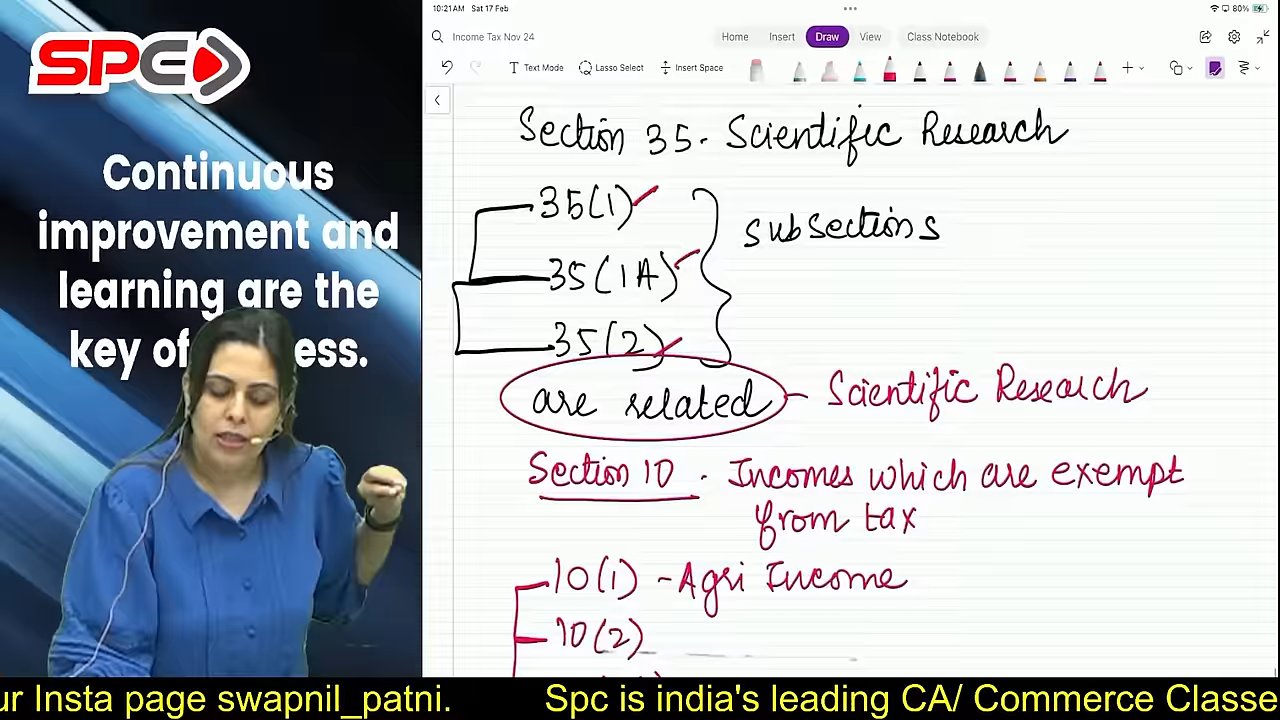 10:21 AM Sat 17 Feb
80%
Income Tax Nov 24
Home Insert Draw View Class Notebook
Text Mode Lasso Select Insert Space
SPC
Continuous
improvement and
learning are the
key of ess.
Section 35. Scientific Research
35(1)
35(1A)
35(2)
subsections
are related - Scientific Research
Section 10. Incomes which are exempt
from tax
10(1) - Agri Income
10(2)
ur Insta page swapnil_patni. Spc is india's leading CA/ Commerce Classe